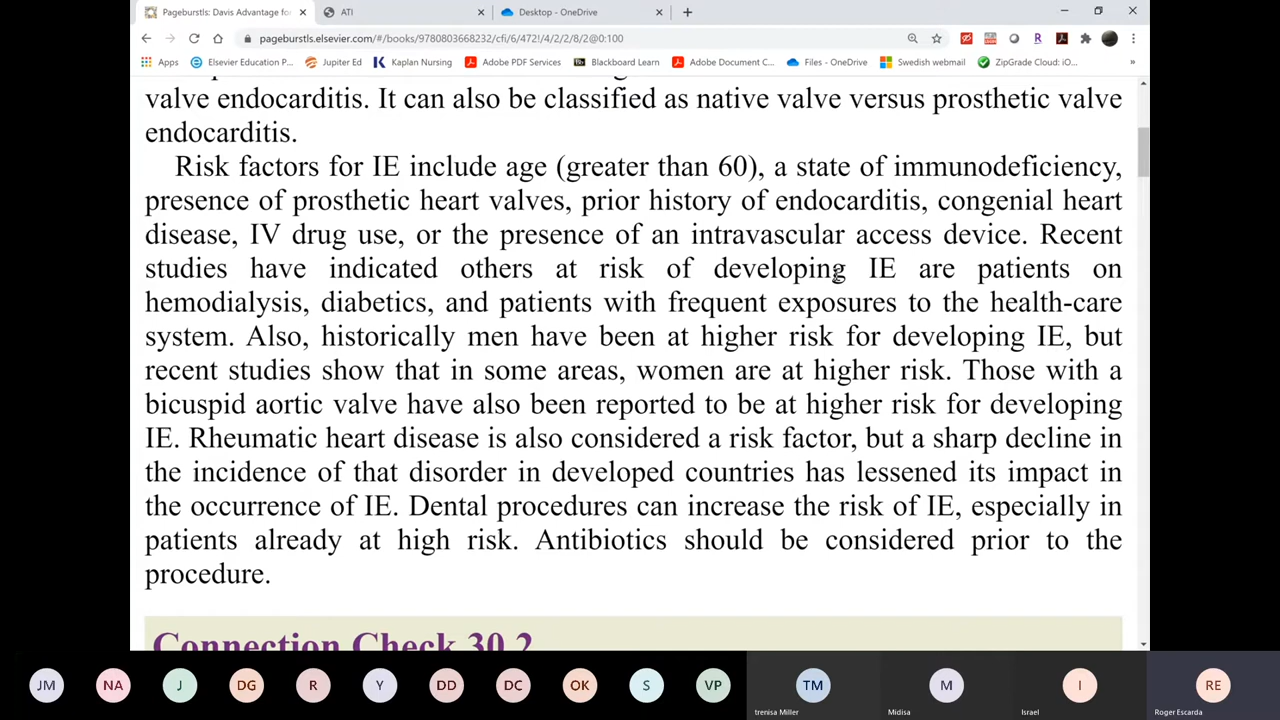 Pageburstls: Davis Advantage for
ATI
Desktop - OneDrive
pageburstls.elsevier.com/#/books/9780803668232/cfi/6/472!/4/2/2/8/2@0:100
Apps
Elsevier Education P...
Jupiter Ed
Kaplan Nursing
Adobe PDF Services
Blackboard Learn
Adobe Document C...
Files - OneDrive
Swedish webmail
ZipGrade Cloud: iO...
valve endocarditis. It can also be classified as native valve versus prosthetic valve
endocarditis.
Risk factors for IE include age (greater than 60), a state of immunodeficiency,
presence of prosthetic heart valves, prior history of endocarditis, congenial heart
disease, IV drug use, or the presence of an intravascular access device. Recent
studies have indicated others at risk of developing IE are patients on
hemodialysis, diabetics, and patients with frequent exposures to the health-care
system. Also, historically men have been at higher risk for developing IE, but
recent studies show that in some areas, women are at higher risk. Those with a
bicuspid aortic valve have also been reported to be at higher risk for developing
IE. Rheumatic heart disease is also considered a risk factor, but a sharp decline in
the incidence of that disorder in developed countries has lessened its impact in
the occurrence of IE. Dental procedures can increase the risk of IE, especially in
patients already at high risk. Antibiotics should be considered prior to the
procedure.
Connection Check 30.2
JM
NA
J
DG
R
Y
DD
DC
OK
S
VP
TM
M
I
RE
trenisa Miller
Midisa
Israel
Roger Escarda